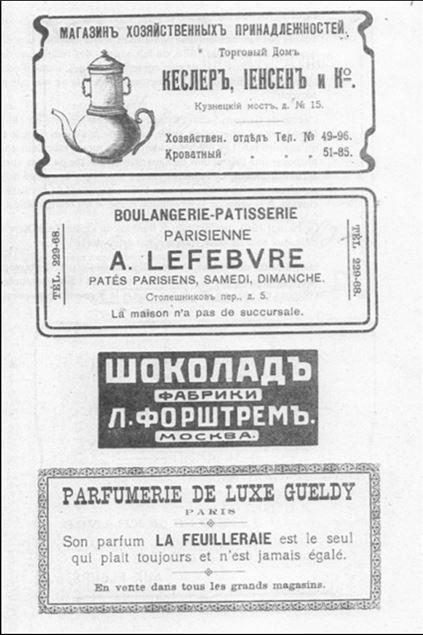 МАГАЗИНЪ ХОЗЯЙСТВЕННЫХЪ ПРИНАДЛЕЖНОСТЕЙ.
Торговый Домъ
КЕСЛЕРЪ, ІЕНСЕНЪ и Кº.
Кузнецкій мостъ, д. № 15.
Хозяйствен. отдѣлъ Тел. № 49-96.
Кроватный „ „ „ 51-85.
TÉL. 229-68.
BOULANGERIE-PATISSERIE
PARISIENNE
A. LEFEBVRE
PATÉS PARISIENS, SAMEDI, DIMANCHE.
Столешниковъ пер., д. 5.
La maison n'a pas de succursale.
TÉL. 229-68.
ШОКОЛАДЪ
ФАБРИКИ
Л. ФОРШТРЕМЪ.
МОСКВА.
PARFUMERIE DE LUXE GUELDY
PARIS
Son parfum LA FEUILLERAIE est le seul
qui plait toujours et n'est jamais égalé.
En vente dans tous les grands magasins.